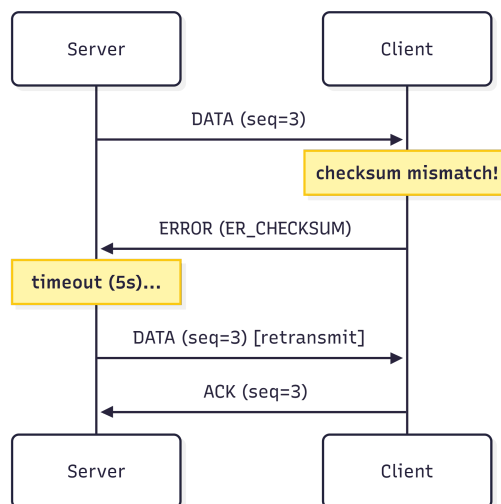 Server
Client
DATA (seq=3)
checksum mismatch!
ERROR (ER_CHECKSUM)
timeout (5s)...
DATA (seq=3) [retransmit]
ACK (seq=3)
Server
Client